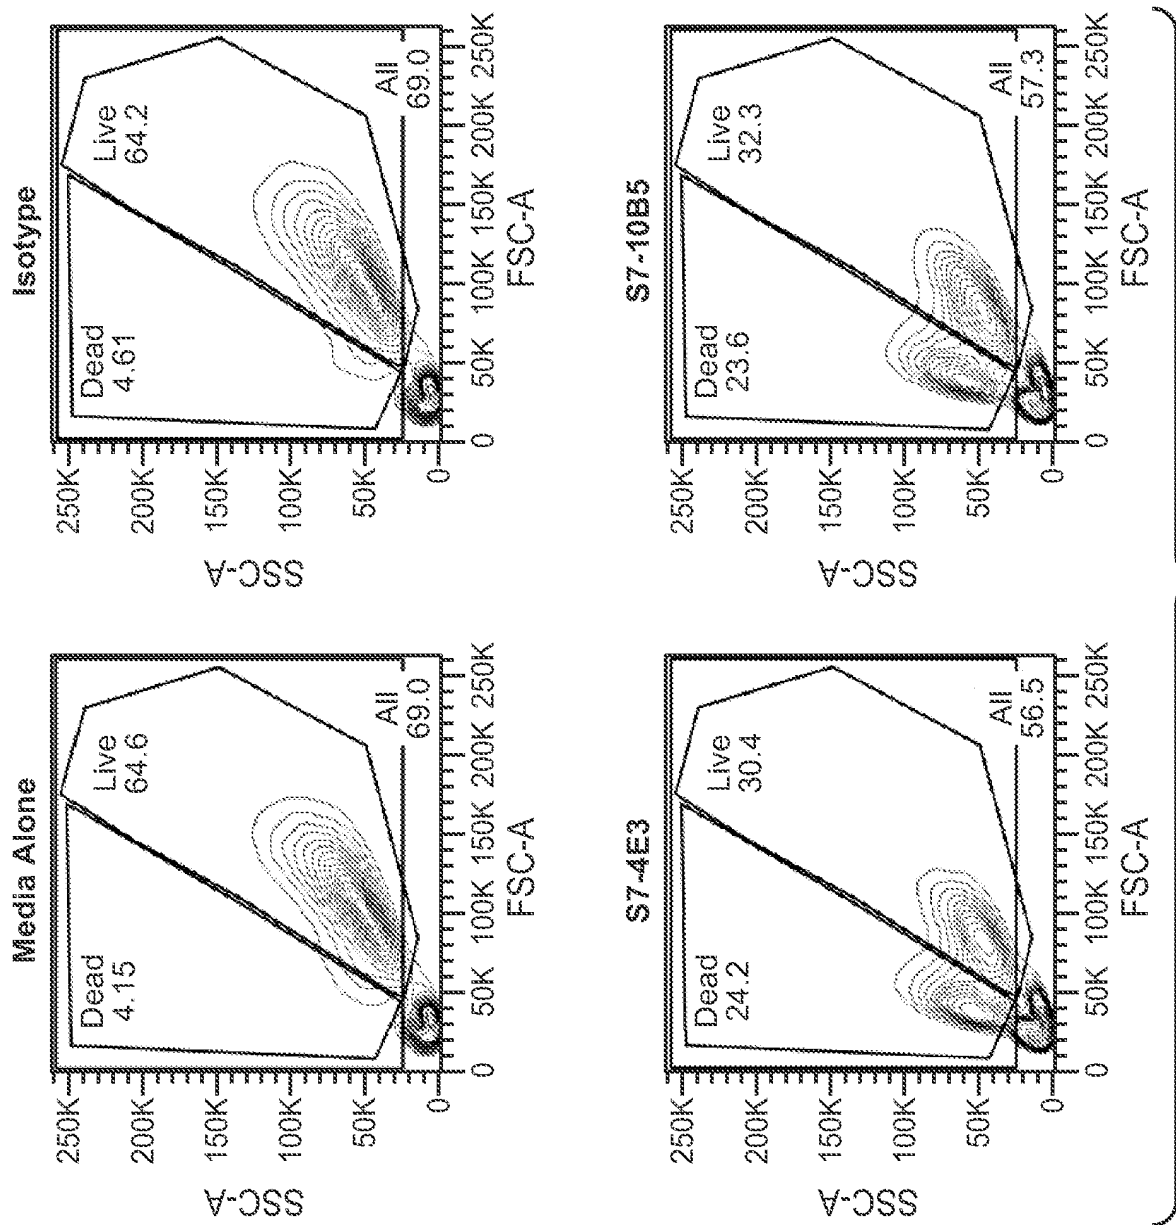 Media Alone
250K
200K
150K
100K
50K
0
SSC-A
Dead
4.15
Live
64.6
All
69.0
0 50K 100K 150K 200K 250K
FSC-A
Isotype
250K
200K
150K
100K
50K
0
SSC-A
Dead
4.61
Live
64.2
All
69.0
0 50K 100K 150K 200K 250K
FSC-A
S7-4E3
250K
200K
150K
100K
50K
0
SSC-A
Dead
24.2
Live
30.4
All
56.5
0 50K 100K 150K 200K 250K
FSC-A
S7-10B5
250K
200K
150K
100K
50K
0
SSC-A
Dead
23.6
Live
32.3
All
57.3
0 50K 100K 150K 200K 250K
FSC-A